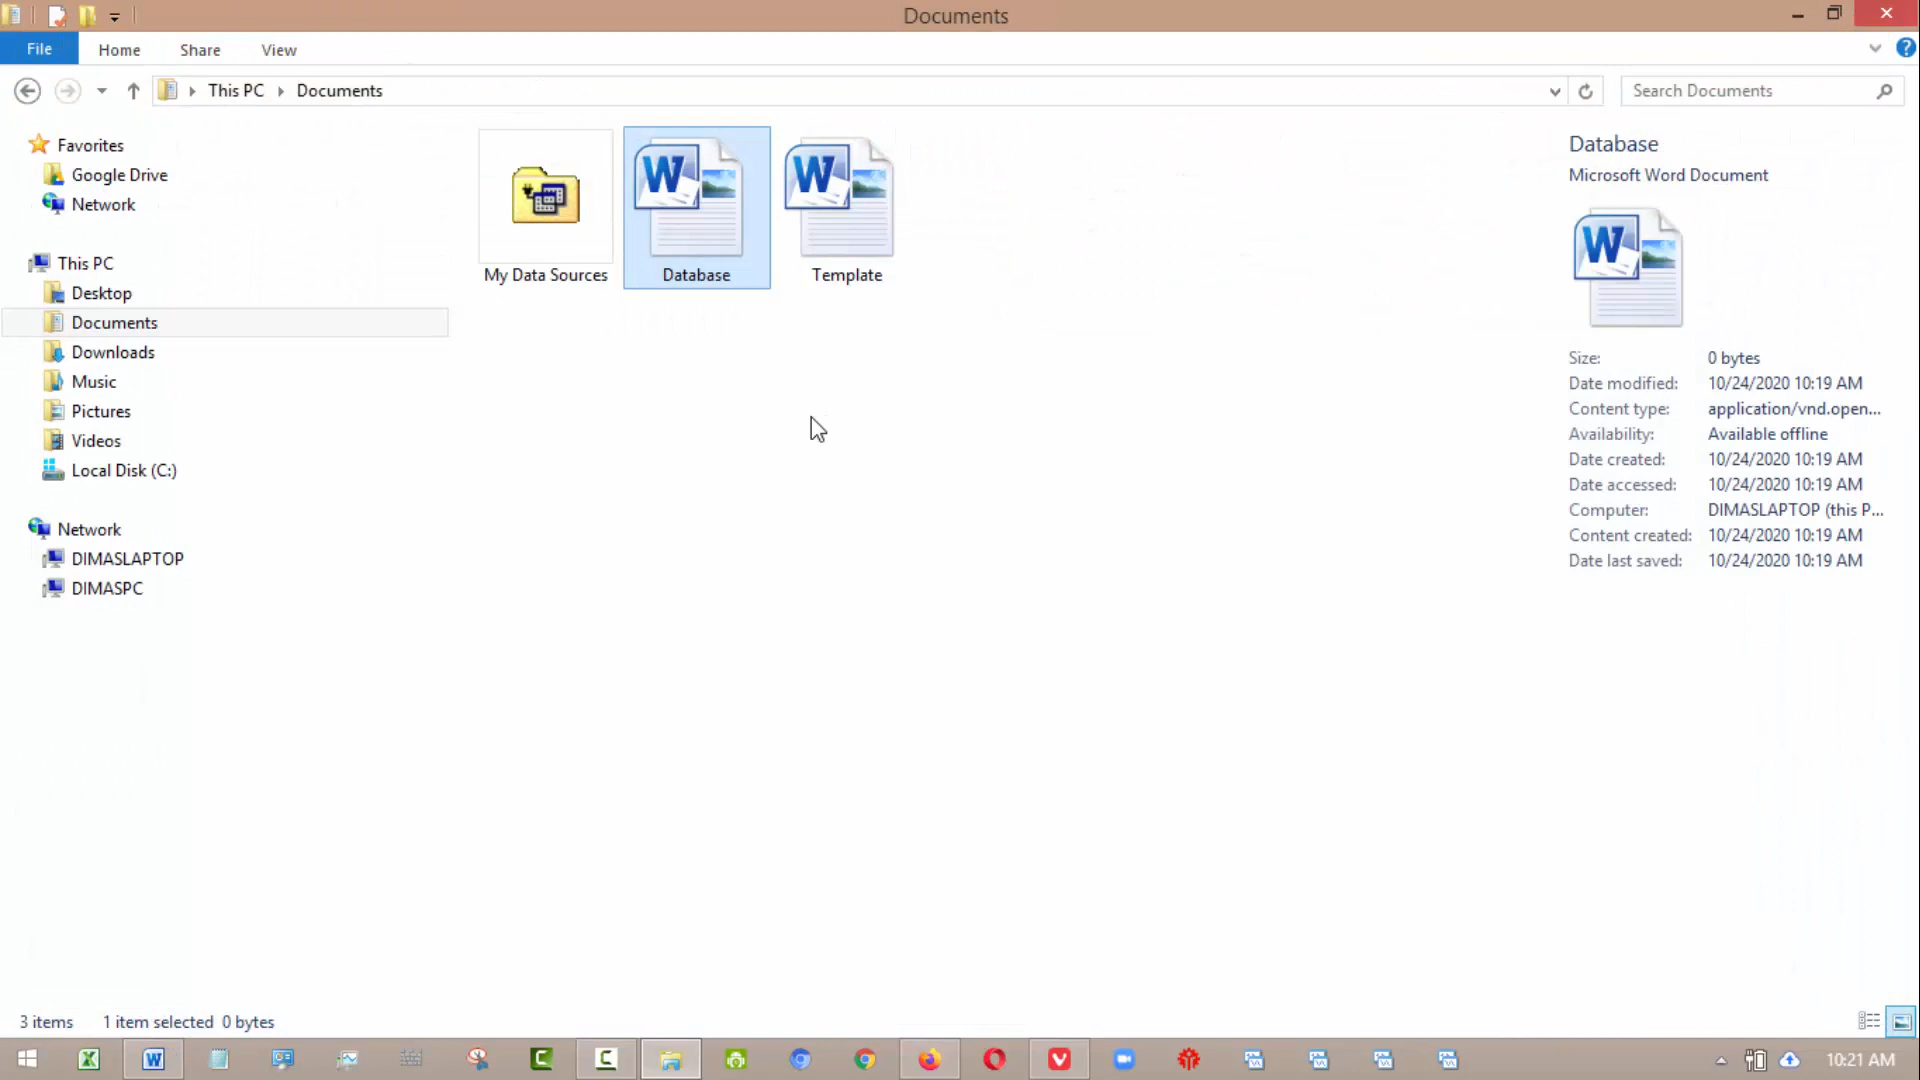 Documents
File Home Share View
This PC Documents
Search Documents
Favorites
Google Drive
Network
This PC
Desktop
Documents
Downloads
Music
Pictures
Videos
Local Disk (C:)
Network
DIMASLAPTOP
DIMASPC
My Data Sources
Database
Template
Database
Microsoft Word Document
Size: 0 bytes
Date modified: 10/24/2020 10:19 AM
Content type: application/vnd.open...
Availability: Available offline
Date created: 10/24/2020 10:19 AM
Date accessed: 10/24/2020 10:19 AM
Computer: DIMASLAPTOP (this P...
Content created: 10/24/2020 10:19 AM
Date last saved: 10/24/2020 10:19 AM
3 items 1 item selected 0 bytes
10:21 AM